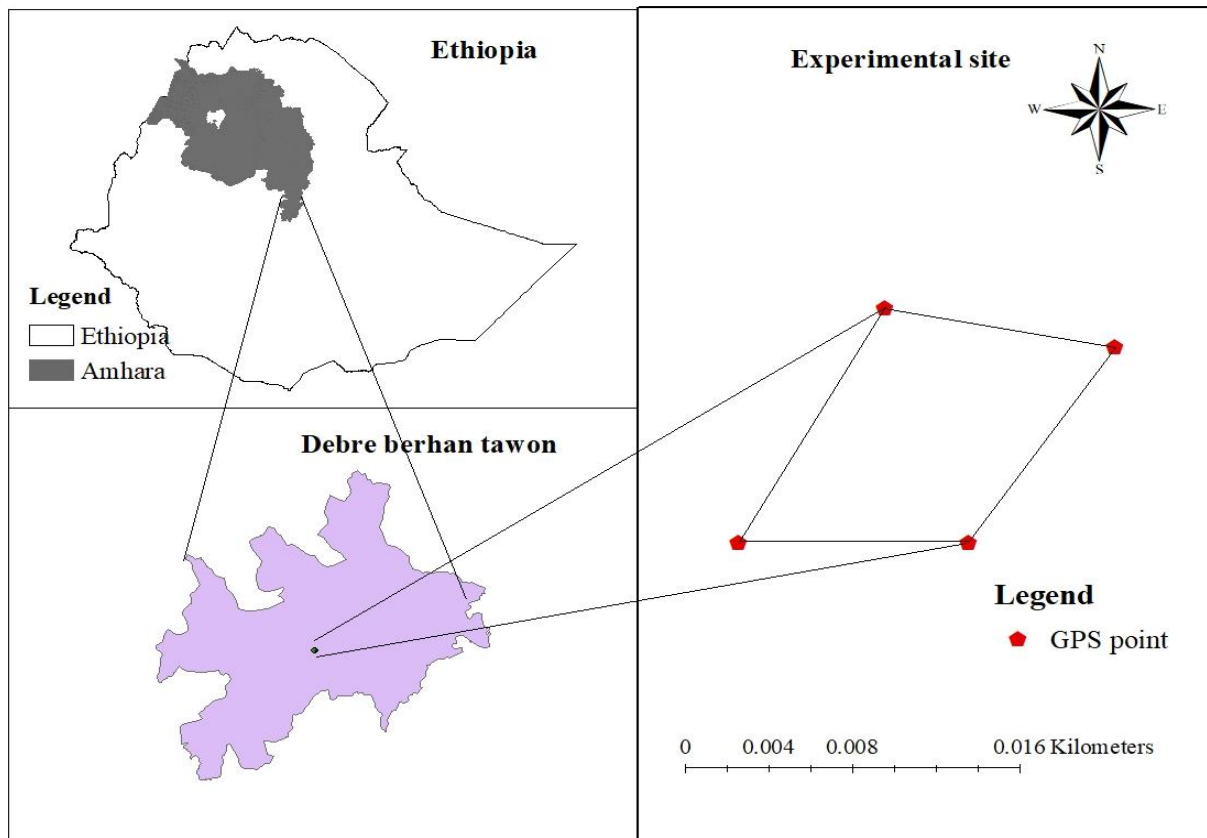 Ethiopia
Legend
Ethiopia
Amhara
Debre berhan tawon
Experimental site
N
W E
S
Legend
GPS point
0 0.004 0.008 0.016 Kilometers